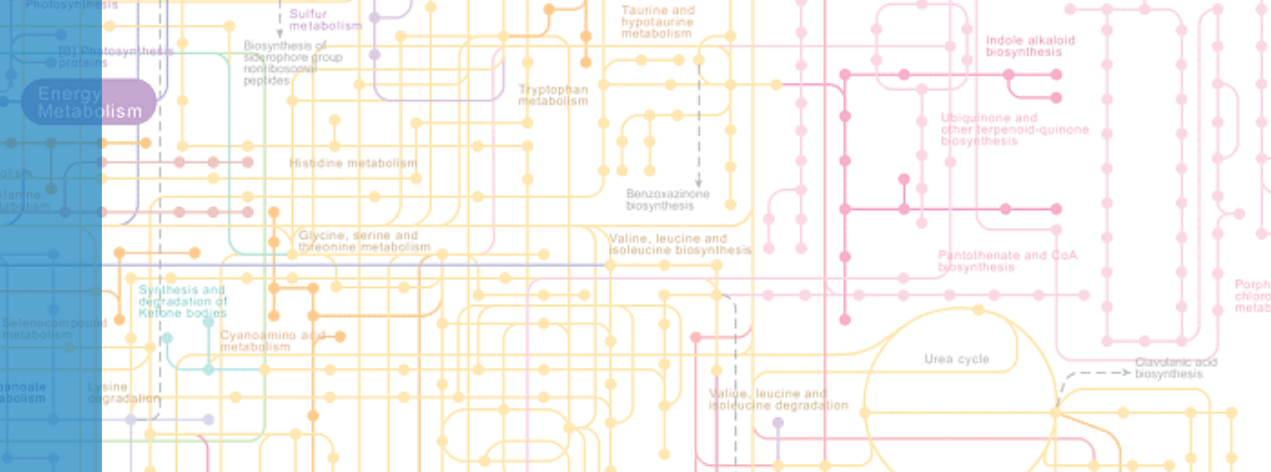 Photosynthesis
Sulfur
metabolism
Taurine and
hypotaurine
metabolism
[B] Photosynthesis
proteins
Biosynthesis of
siderophore group
nonribosomal
peptides
Indole alkaloid
biosynthesis
Energy
Metabolism
Tryptophan
metabolism
Ubiquinone and
other terpenoid-quinone
biosynthesis
Histidine metabolism
Benzoxazinone
biosynthesis
Glycine, serine and
threonine metabolism
Valine, leucine and
isoleucine biosynthesis
Pantothenate and CoA
biosynthesis
Synthesis and
degradation of
Ketone bodies
Porph
chloro
metab
Selenocompound
metabolism
Cyanoamino acid
metabolism
Urea cycle
Clavulanic acid
biosynthesis
Lysine
degradation
Valine, leucine and
isoleucine degradation